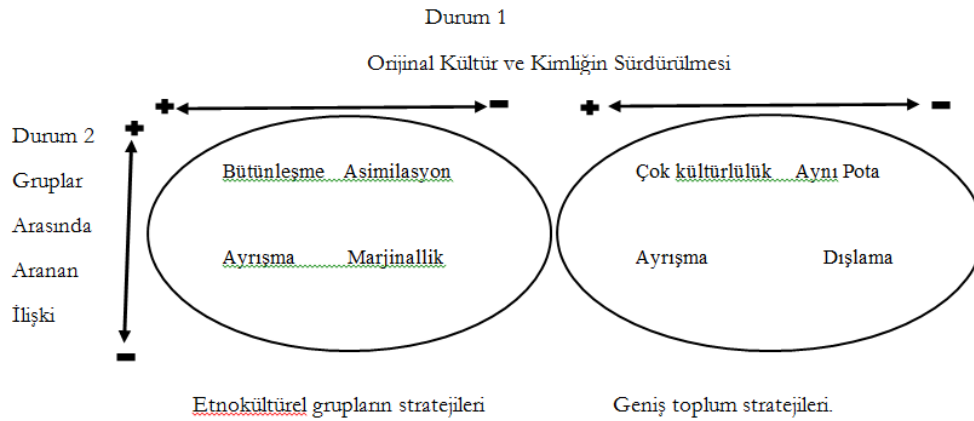 Durum 1
Orijinal Kültür ve Kimliğin Sürdürülmesi
+ - + -
Durum 2
Gruplar
Arasında
Aranan
İlişki
+
-
Bütünleşme Asimilasyon
Ayrışma Marjinallik
Çok kültürlülük Aynı Pota
Ayrışma Dışlama
Etnokültürel grupların stratejileri
Geniş toplum stratejileri.